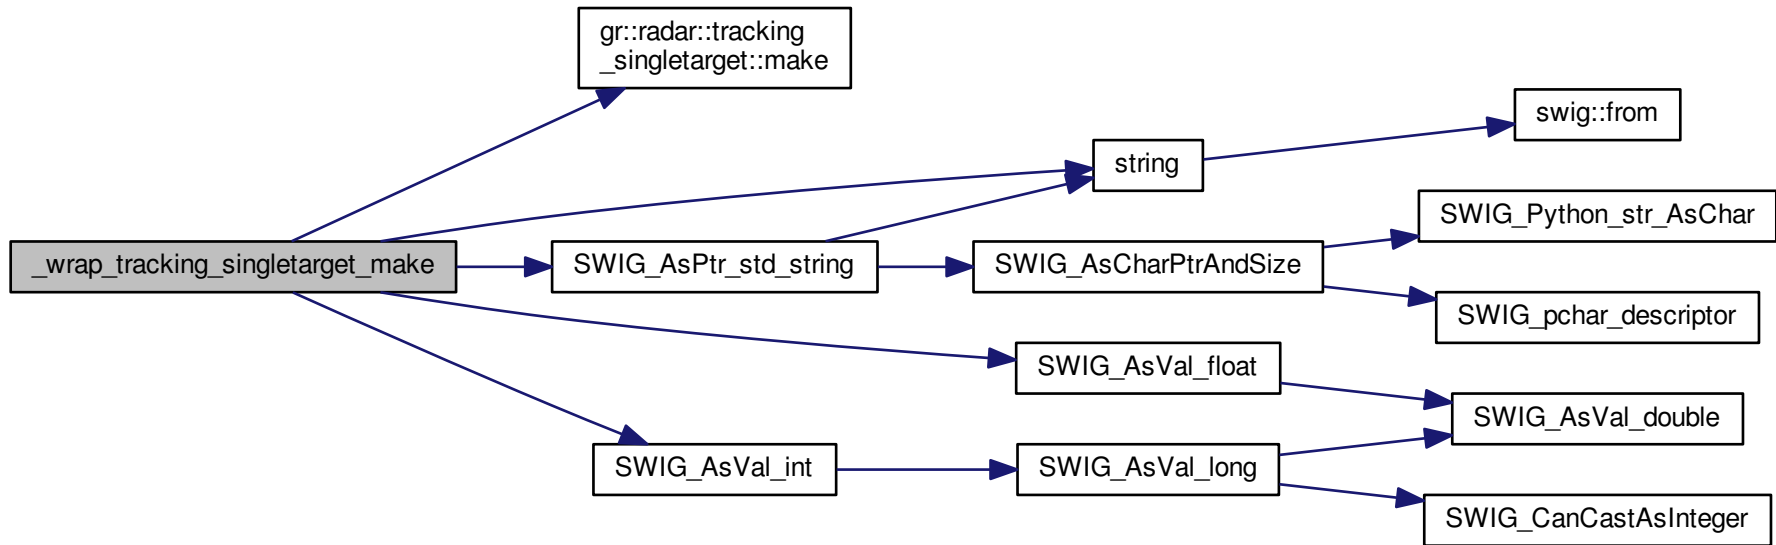 gr::radar::tracking
_singletarget::make
swig::from
string
SWIG_Python_str_AsChar
_wrap_tracking_singletarget_make
SWIG_AsPtr_std_string
SWIG_AsCharPtrAndSize
SWIG_pchar_descriptor
SWIG_AsVal_float
SWIG_AsVal_double
SWIG_AsVal_int
SWIG_AsVal_long
SWIG_CanCastAsInteger